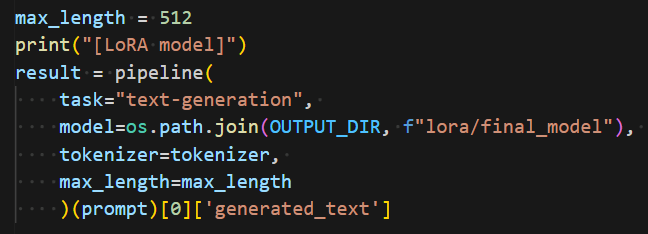 max_length = 512
print("[LoRA model]")
result = pipeline(
    task="text-generation",
    model=os.path.join(OUTPUT_DIR, f"lora/final_model"),
    tokenizer=tokenizer,
    max_length=max_length
    )(prompt)[0]['generated_text']